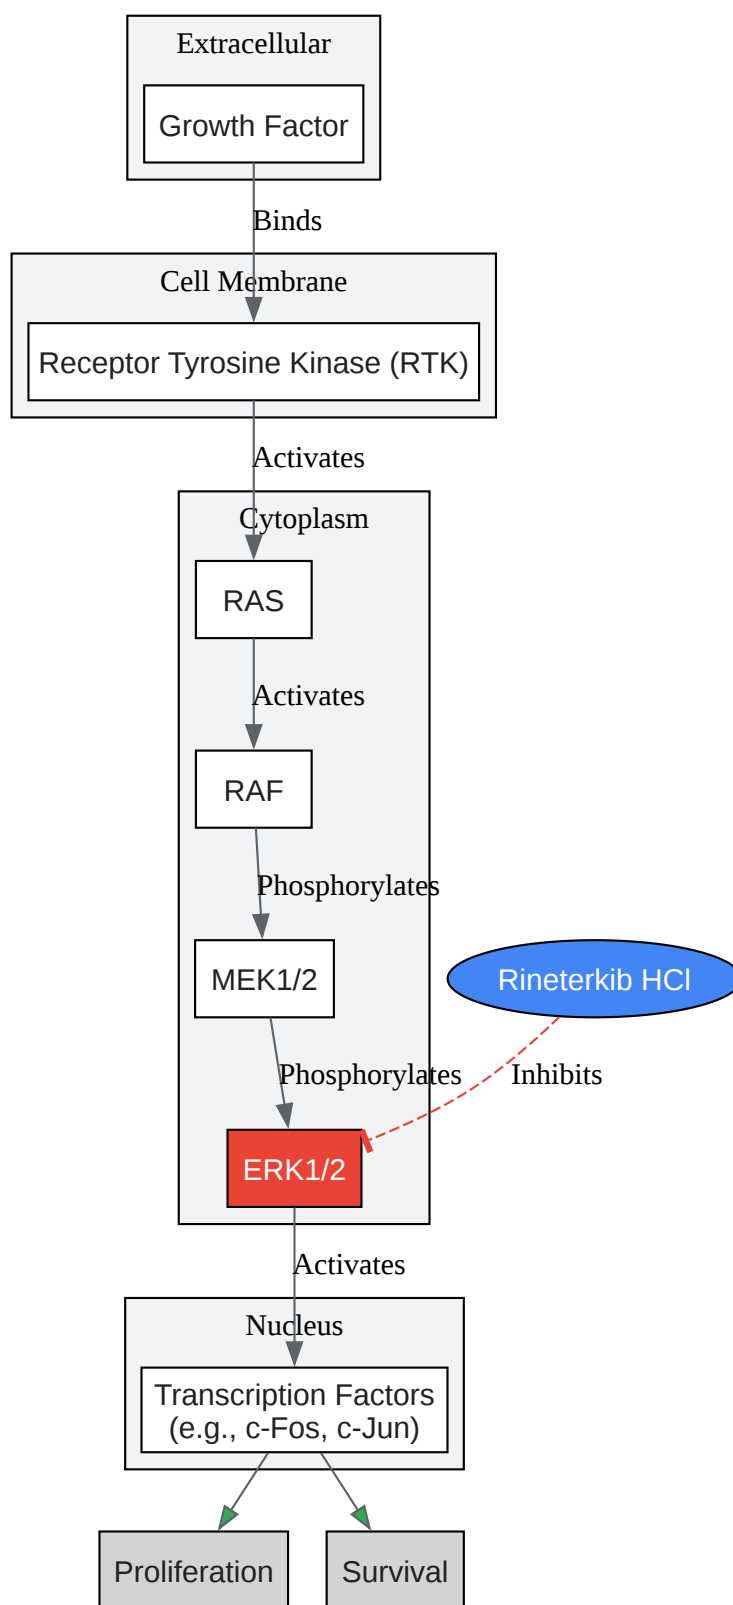 Extracellular
Growth Factor
Binds
Cell Membrane
Receptor Tyrosine Kinase (RTK)
Activates
Cytoplasm
RAS
Activates
RAF
Phosphorylates
MEK1/2
Rineterkib HCl
Phosphorylates
Inhibits
ERK1/2
Activates
Nucleus
Transcription Factors
(e.g., c-Fos, c-Jun)
Proliferation
Survival